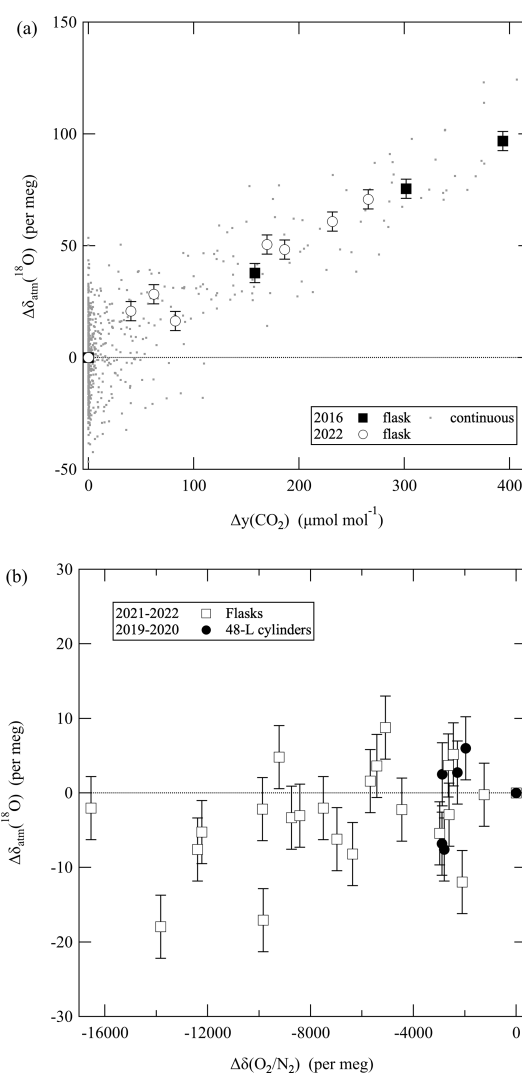 (a)
150
100
50
0
-50
Δδatm(18O) (per meg)
2016 ■ flask continuous
2022 ○ flask
0 100 200 300 400
Δy(CO2) (μmol mol-1)
(b)
30
20
10
0
-10
-20
-30
Δδatm(18O) (per meg)
2021-2022 □ Flasks
2019-2020 ● 48-L cylinders
-16000 -12000 -8000 -4000 0
Δδ(O2/N2) (per meg)